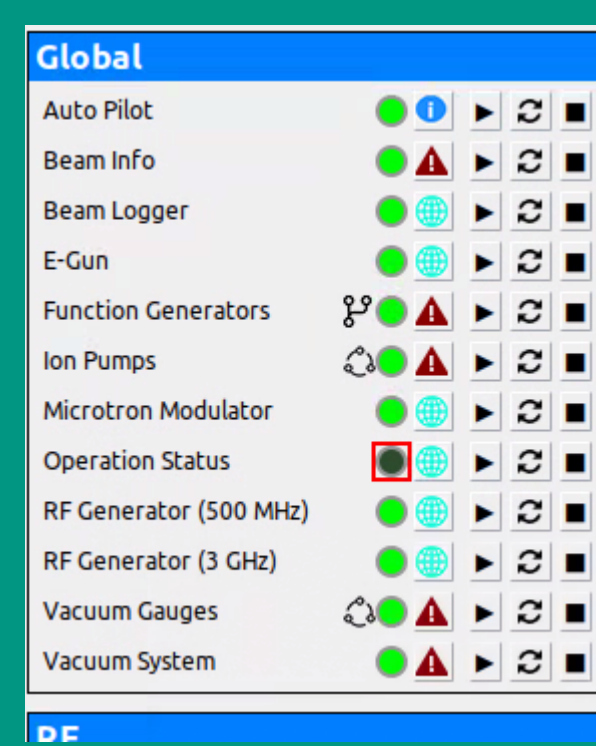 Global
Auto Pilot
Beam Info
Beam Logger
E-Gun
Function Generators
Ion Pumps
Microtron Modulator
Operation Status
RF Generator (500 MHz)
RF Generator (3 GHz)
Vacuum Gauges
Vacuum System
RF